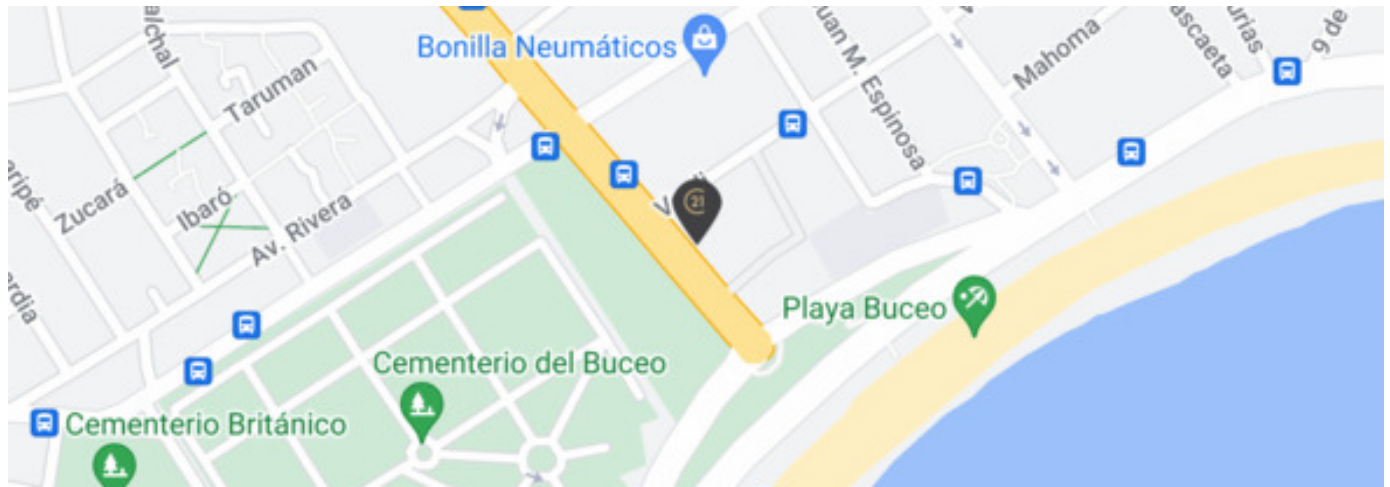 Bonilla Neumáticos
Juan M. Espinosa
Mahoma
9 de
Taruman
Zucará
Ibaró
Av. Rivera
21
Playa Buceo
Cementerio del Buceo
Cementerio Británico